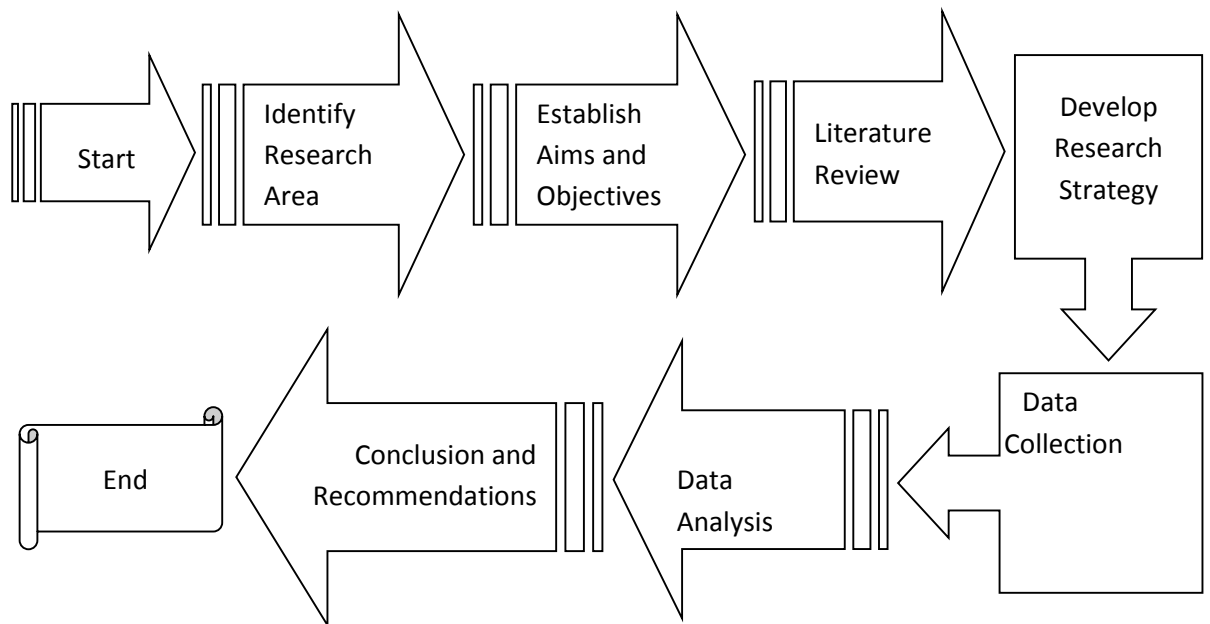 Start
Identify
Research
Area
Establish
Aims and
Objectives
Literature
Review
Develop
Research
Strategy
Data
Collection
Data
Analysis
Conclusion and
Recommendations
End